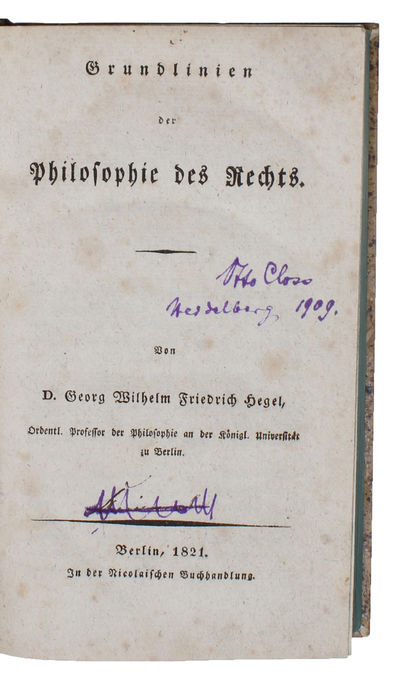 Grundlinien
der
Philosophie des Rechts.
Otto Closs
Heidelberg, 1909.
Von
D. Georg Wilhelm Friedrich Hegel,
Ordentl. Professor der Philosophie an der Königl. Universität
zu Berlin.
Berlin, 1821.
In der Nicolaischen Buchhandlung.